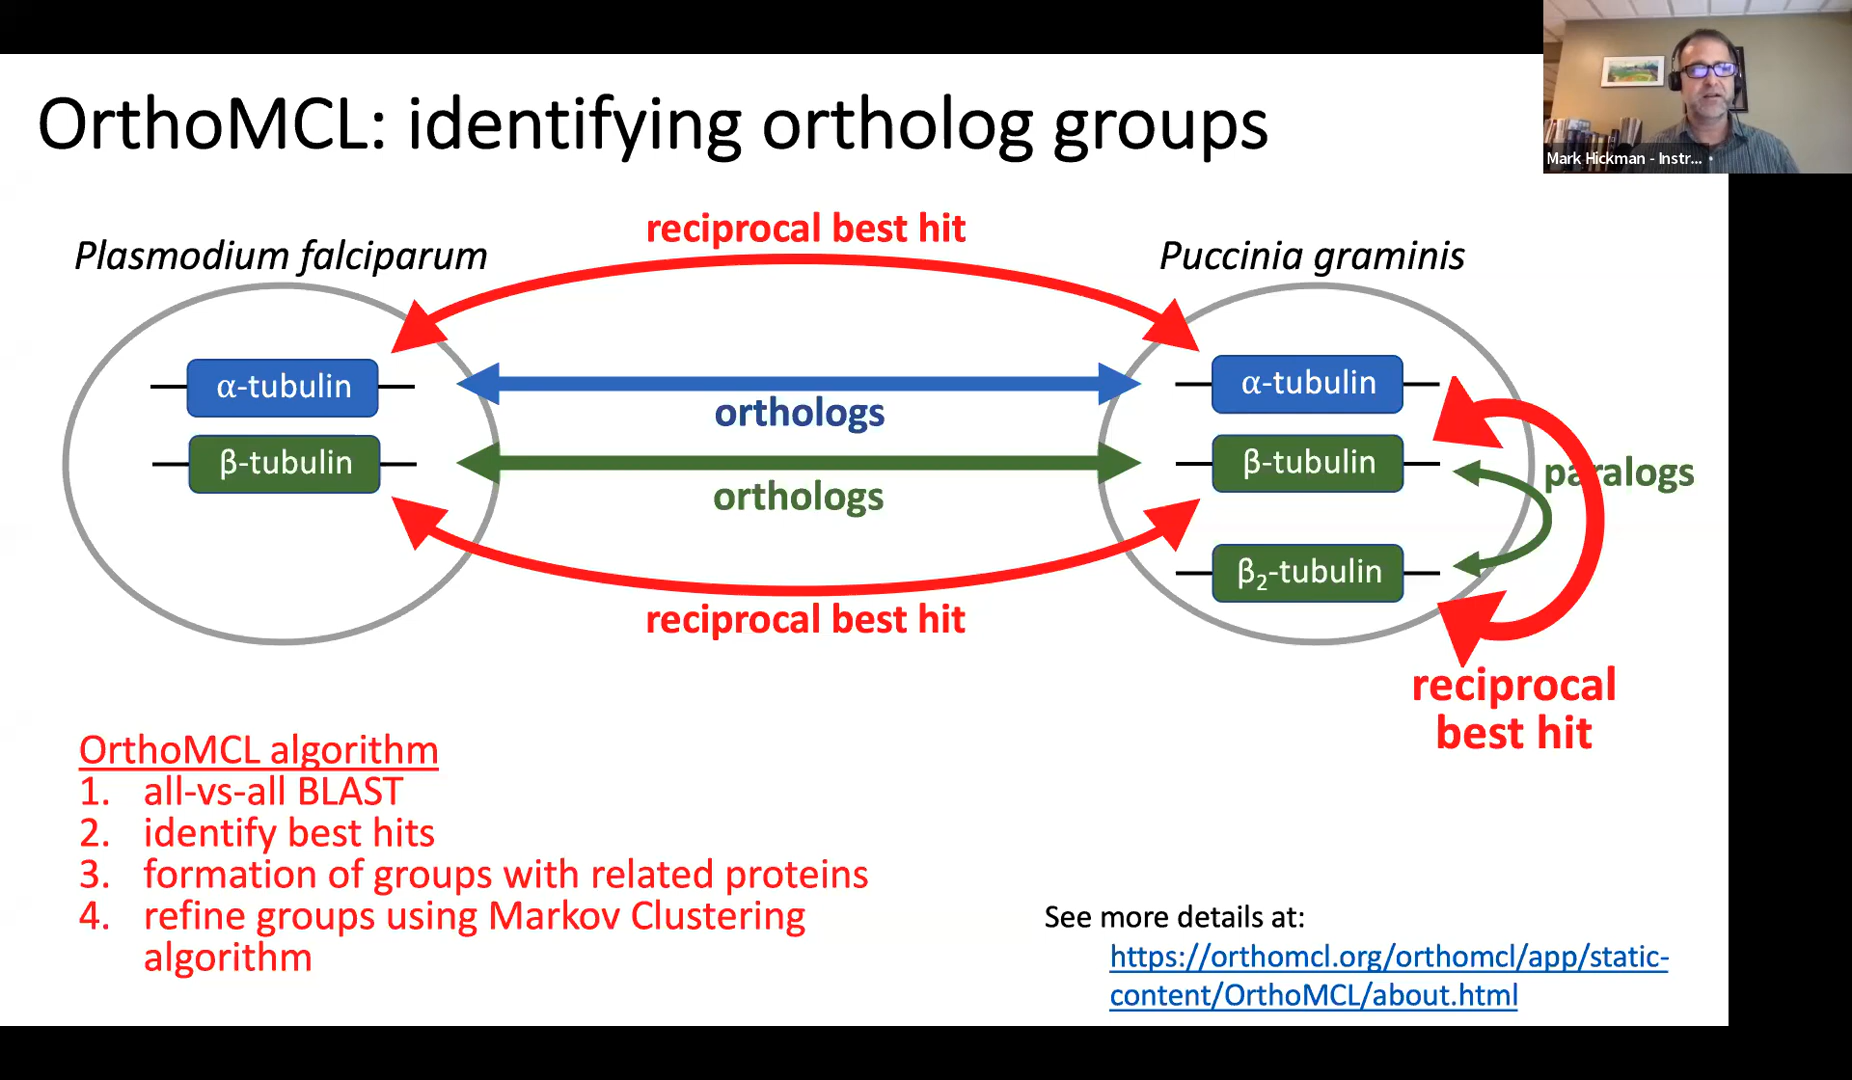 OrthoMCL: identifying ortholog groups
Mark Hickman - Instr...
reciprocal best hit
Plasmodium falciparum
Puccinia graminis
α-tubulin
orthologs
α-tubulin
β-tubulin
orthologs
β-tubulin
paralogs
β₂-tubulin
reciprocal best hit
reciprocal
best hit
OrthoMCL algorithm
1. all-vs-all BLAST
2. identify best hits
3. formation of groups with related proteins
4. refine groups using Markov Clustering
algorithm
See more details at:
https://orthomcl.org/orthomcl/app/static-
content/OrthoMCL/about.html